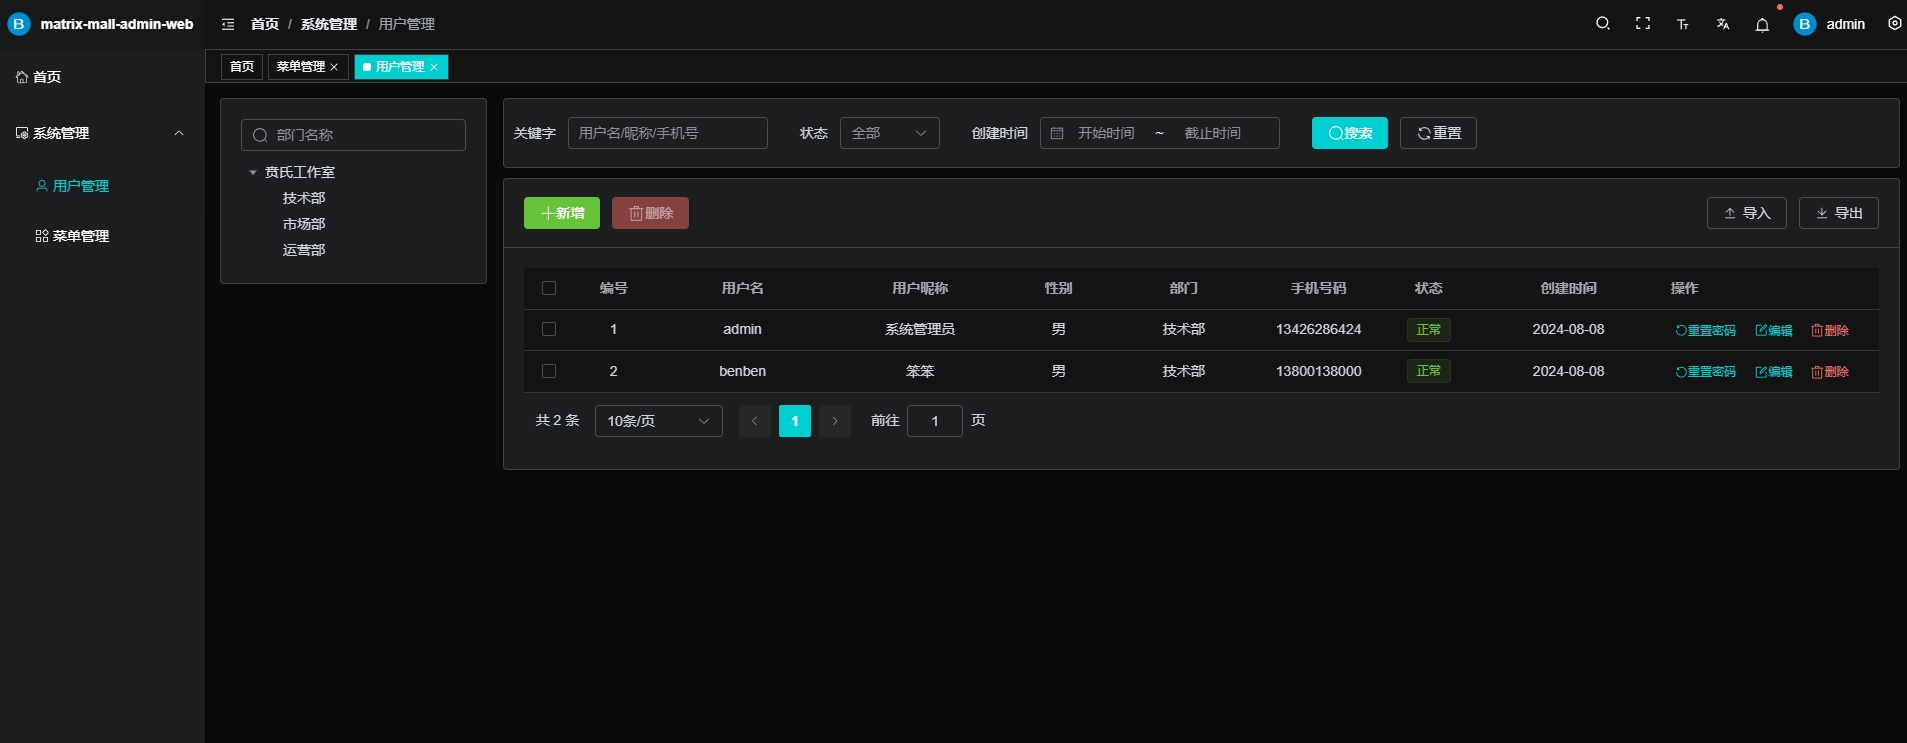 B matrix-mall-admin-web
首页 / 系统管理 / 用户管理
B admin
首页
系统管理
用户管理
菜单管理
首页 菜单管理 × 用户管理 ×
部门名称
贲氏工作室
技术部
市场部
运营部
关键字 用户名/昵称/手机号 状态 全部 创建时间 开始时间 ~ 截止时间 搜索 重置
新增 删除 导入 导出
编号 用户名 用户昵称 性别 部门 手机号码 状态 创建时间 操作
1 admin 系统管理员 男 技术部 13426286424 正常 2024-08-08 重置密码 编辑 删除
2 benben 笨笨 男 技术部 13800138000 正常 2024-08-08 重置密码 编辑 删除
共 2 条 10条/页 1 前往 1 页